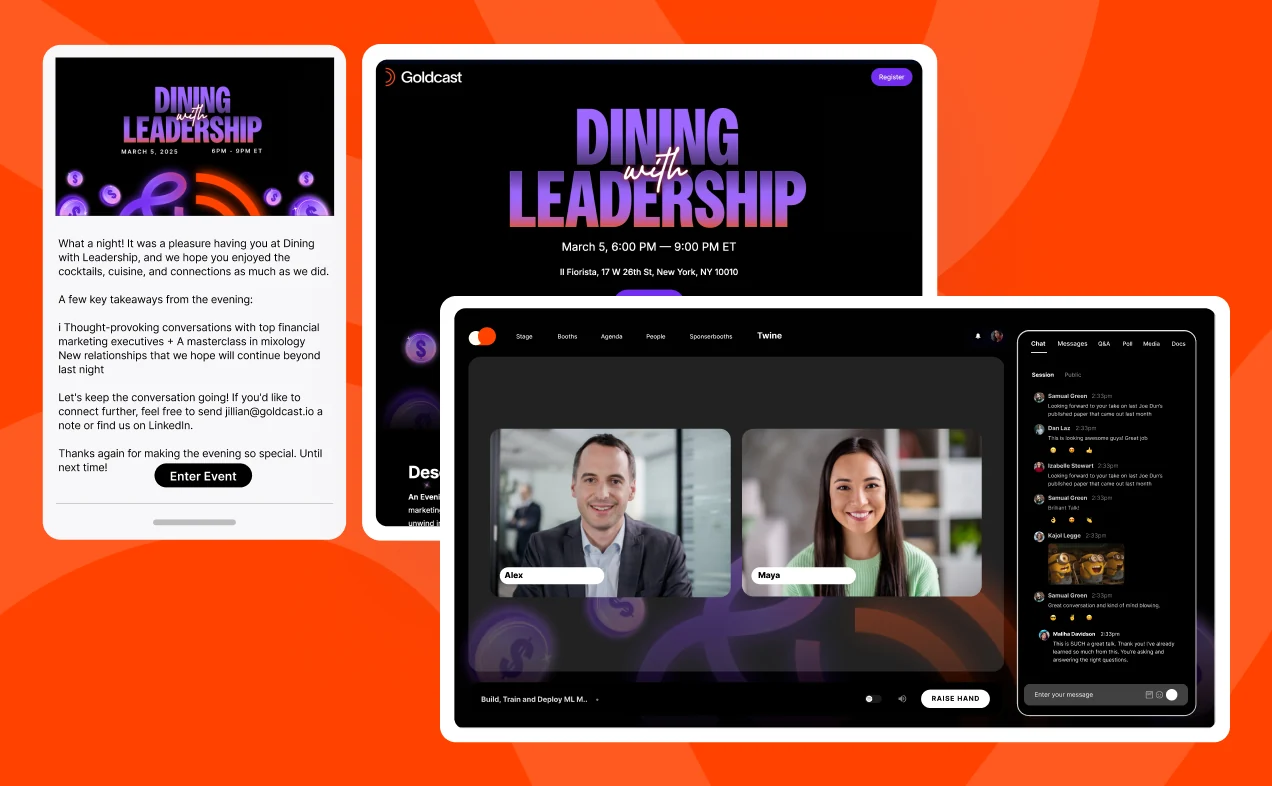 DINING
with
LEADERSHIP
MARCH 5, 2025 6PM - 9PM ET
What a night! It was a pleasure having you at Dining
with Leadership, and we hope you enjoyed the
cocktails, cuisine, and connections as much as we did.
A few key takeaways from the evening:
i Thought-provoking conversations with top financial
marketing executives + A masterclass in mixology
New relationships that we hope will continue beyond
last night
Let's keep the conversation going! If you'd like to
connect further, feel free to send jillian@goldcast.io a
note or find us on LinkedIn.
Thanks again for making the evening so special. Until
next time!
Enter Event
Goldcast
Register
DINING
with
LEADERSHIP
March 5, 6:00 PM — 9:00 PM ET
Il Fiorista, 17 W 26th St, New York, NY 10010
Desc
An Eveni
marketing
unwind i
Stage Booths Agenda People Sponserbooths Twine
Alex
Maya
Build, Train and Deploy ML M..
RAISE HAND
Chat Messages Q&A Poll Media Docs
Session Public
Samual Green 2:33pm
Looking forward to your take on last Joe Dun's
published paper that came out last month
Dan Laz 2:33pm
This is looking awesome guys! Great job
Izabelle Stewart 2:33pm
Looking forward to your take on last Joe Dun's
published paper that came out last month
Samual Green 2:33pm
Brilliant Talk!
Kajol Legge 2:33pm
Samual Green 2:33pm
Great conversation and kind of mind blowing.
Maliha Davidson 2:33pm
This is SUCH a great talk. Thank you! I've already
learned so much from this. You're asking and
answering the right questions.
Enter your message